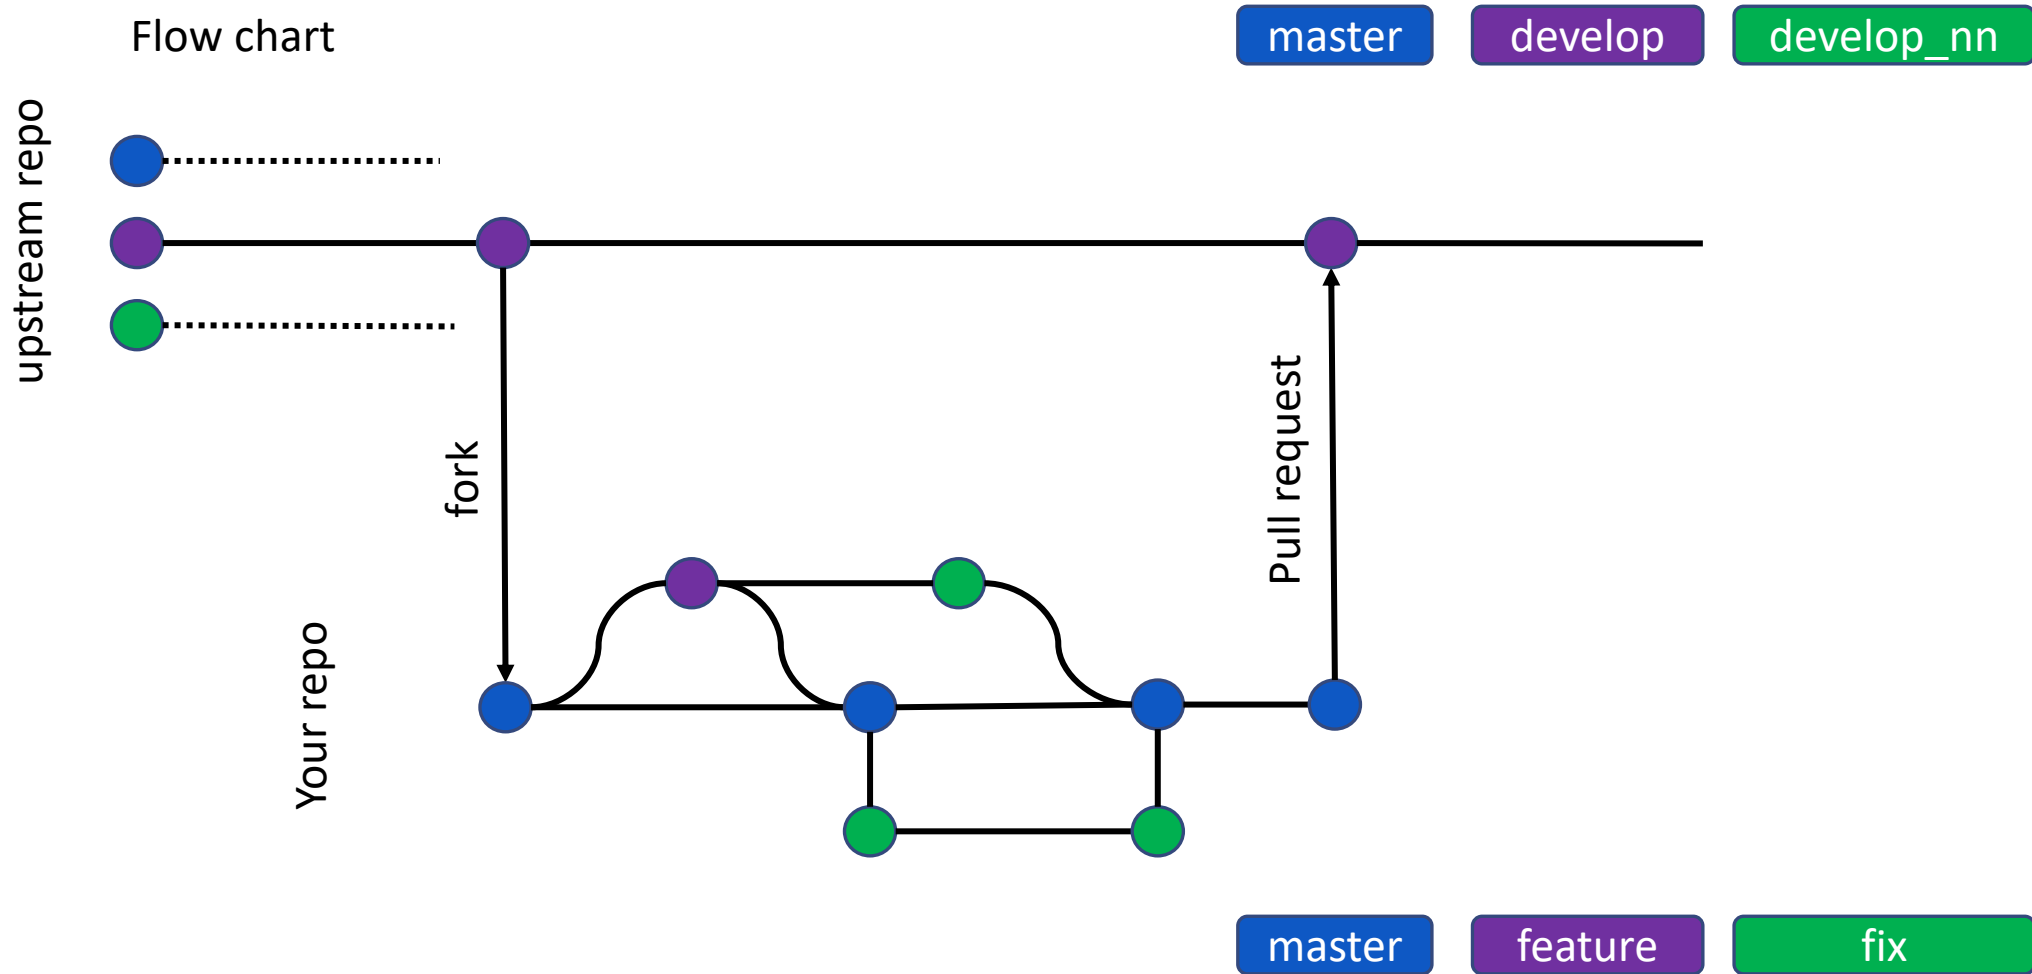 Flow chart
master
develop
develop_nn
upstream repo
fork
Pull request
Your repo
master
feature
fix